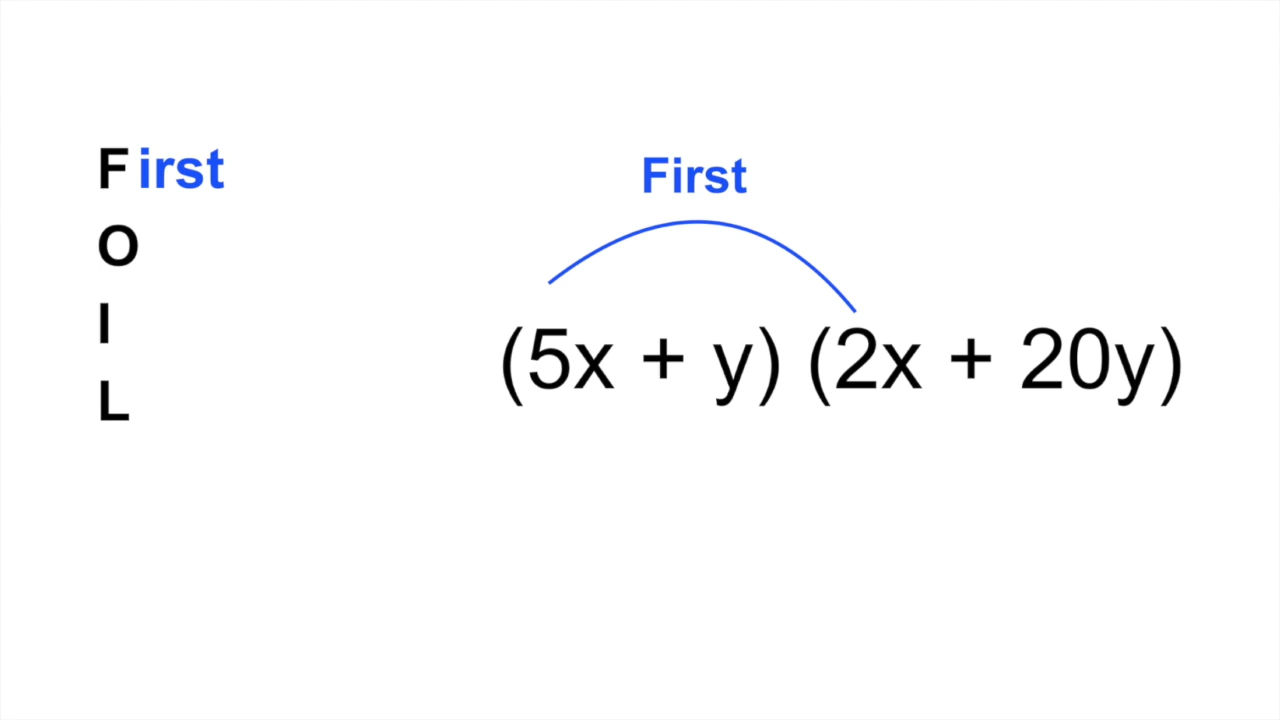 First
O
I
L
First
(5x + y) (2x + 20y)